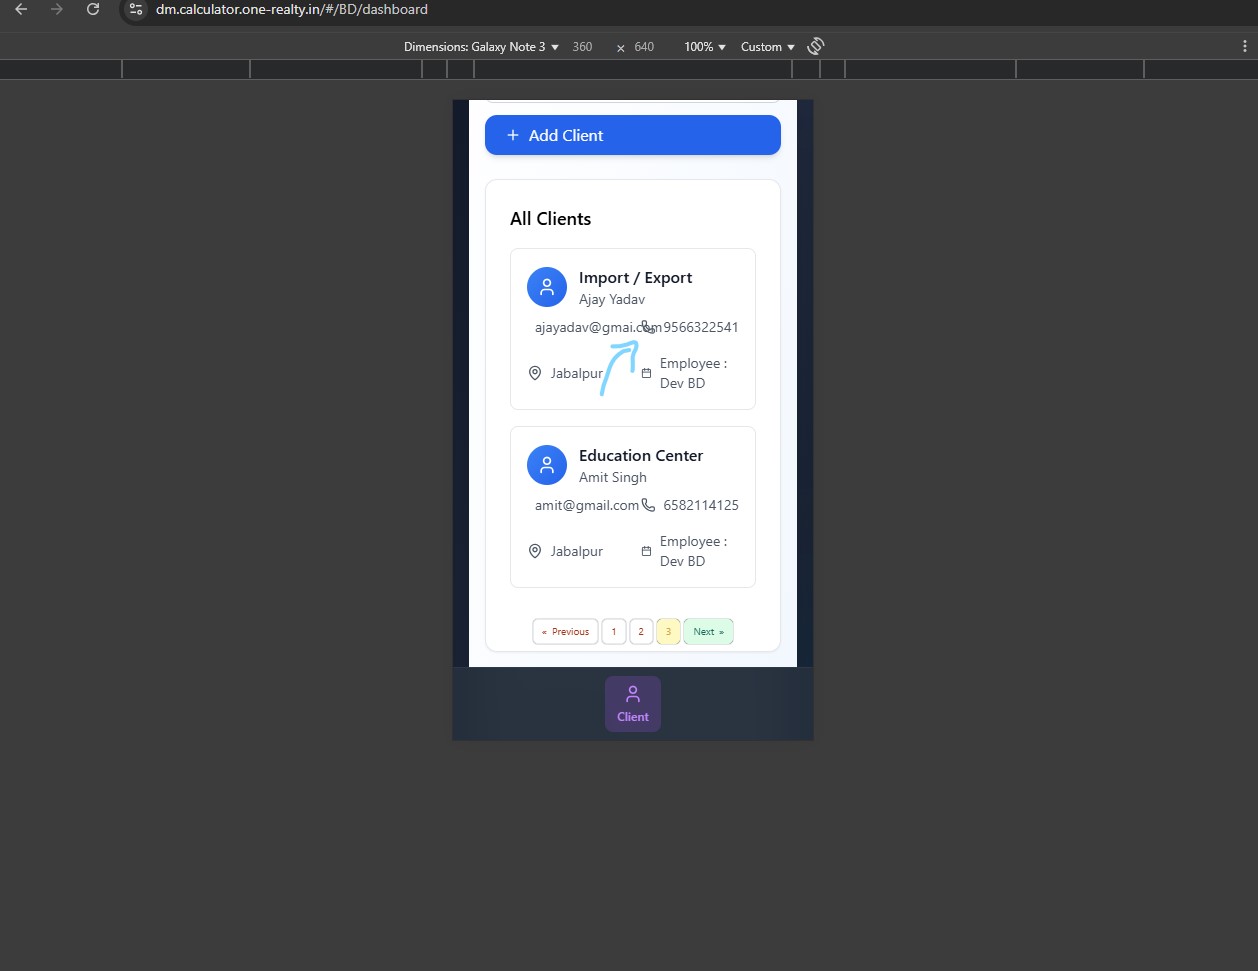 dm.calculator.one-realty.in/#/BD/dashboard
Dimensions: Galaxy Note 3 ▼ 360 × 640 100% ▼ Custom ▼
+ Add Client
All Clients
Import / Export
Ajay Yadav
ajayadav@gmai.com 9566322541
Jabalpur
Employee :
Dev BD
Education Center
Amit Singh
amit@gmail.com 6582114125
Jabalpur
Employee :
Dev BD
« Previous 1 2 3 Next »
Client